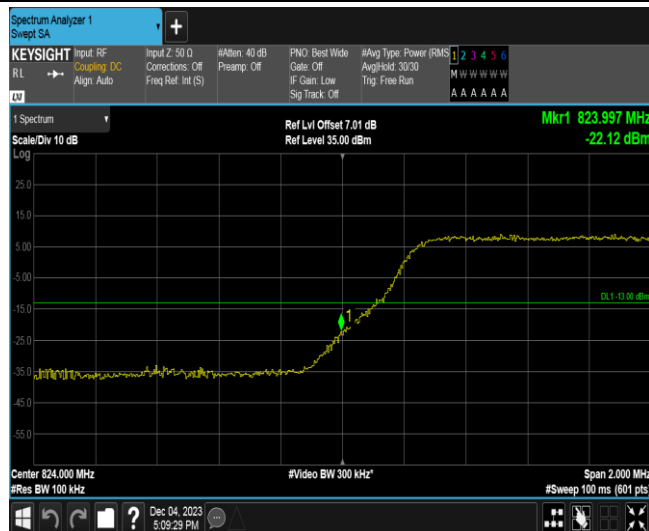 Spectrum Analyzer 1
Swept SA
+
KEYSIGHT
Input: RF
Coupling: DC
Align: Auto
Input Z: 50 Ω
Corrections: Off
Freq Ref: Int (S)
#Atten: 40 dB
Preamp: Off
PNO: Best Wide
Gate: Off
IF Gain: Low
Sig Track: Off
#Avg Type: Power (RMS
Avg|Hold: 30/30
Trig: Free Run
1 2 3 4 5 6
M W W W W W
A A A A A A
R L
LXI
1 Spectrum
Scale/Div 10 dB
Log
Ref Lvl Offset 7.01 dB
Ref Level 35.00 dBm
Mkr1 823.997 MHz
-22.12 dBm
25.0
15.0
5.00
-5.00
DL1 -13.00 dBm
-15.0
1
-25.0
-35.0
-45.0
-55.0
Center 824.000 MHz
#Res BW 100 kHz
#Video BW 300 kHz*
Span 2.000 MHz
#Sweep 100 ms (601 pts)
?
Dec 04, 2023
5:09:29 PM